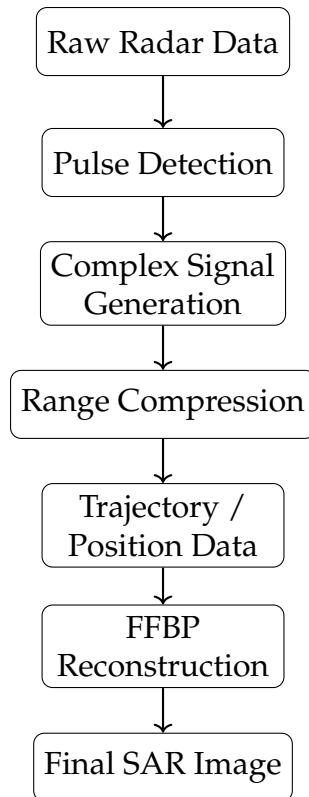 Raw Radar Data
Pulse Detection
Complex Signal
Generation
Range Compression
Trajectory /
Position Data
FFBP
Reconstruction
Final SAR Image